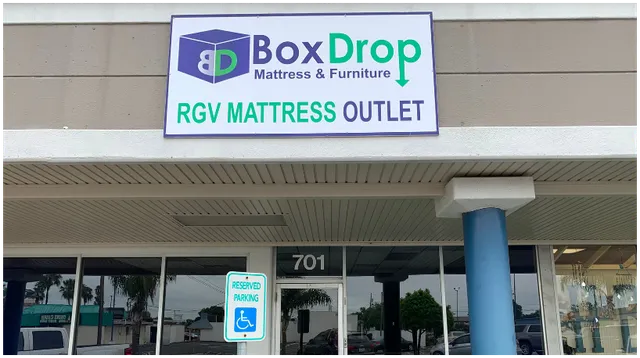 BD BoxDrop
Mattress & Furniture
RGV MATTRESS OUTLET
701
RESERVED
PARKING